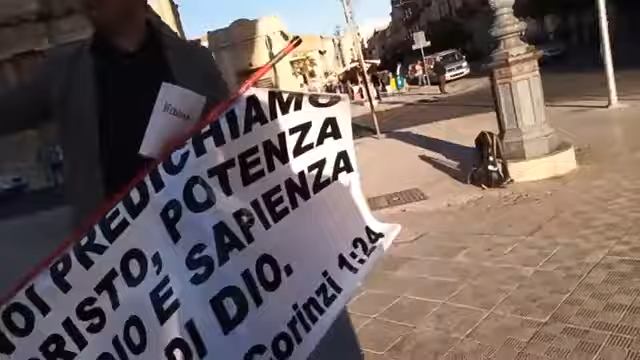 NOI PREDICHIAMO
CRISTO, POTENZA
DIO E SAPIENZA
DI DIO.
Corinzi 1:24